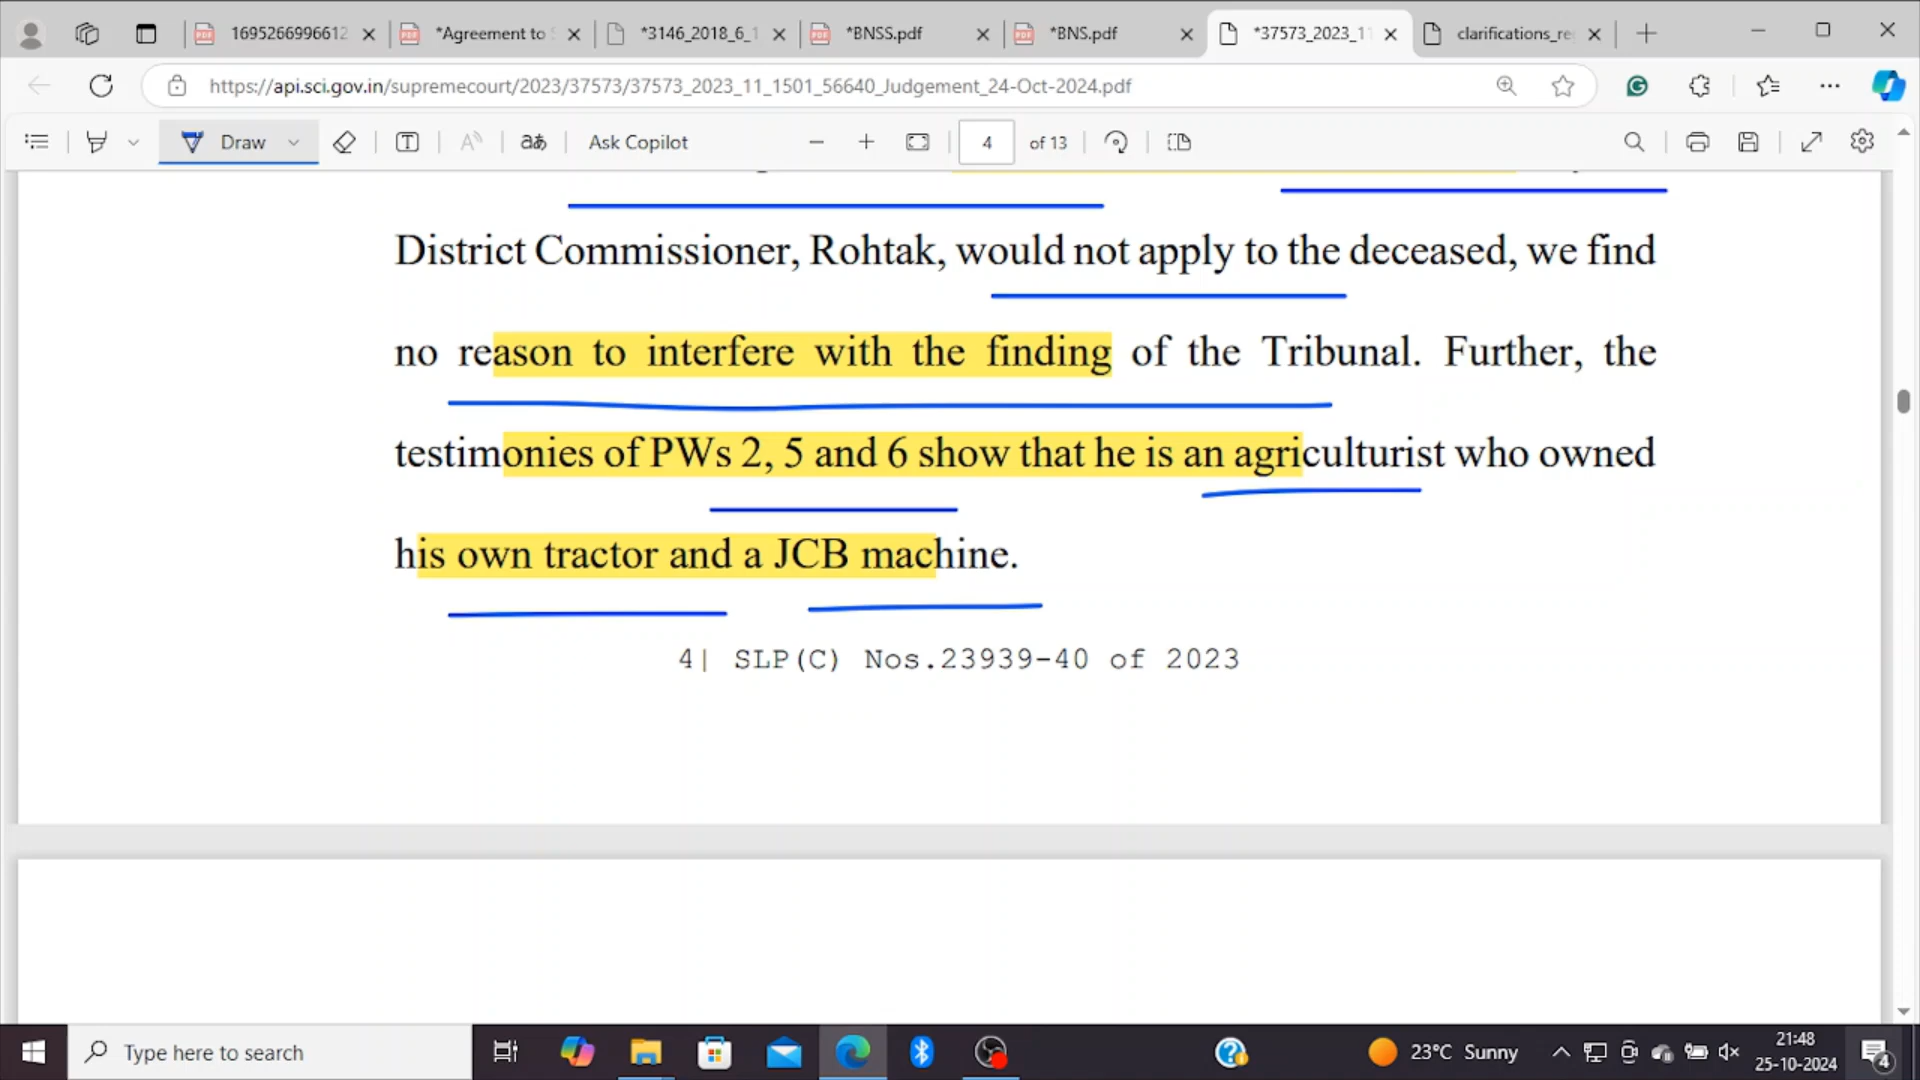 1695266996612
*Agreement to
*3146_2018_6_1
*BNSS.pdf
*BNS.pdf
*37573_2023_11
clarifications_re
https://api.sci.gov.in/supremecourt/2023/37573/37573_2023_11_1501_56640_Judgement_24-Oct-2024.pdf
Draw
Ask Copilot
4 of 13
District Commissioner, Rohtak, would not apply to the deceased, we find
no reason to interfere with the finding of the Tribunal. Further, the
testimonies of PWs 2, 5 and 6 show that he is an agriculturist who owned
his own tractor and a JCB machine.
4| SLP(C) Nos.23939-40 of 2023
Type here to search
23°C Sunny
21:48
25-10-2024
4